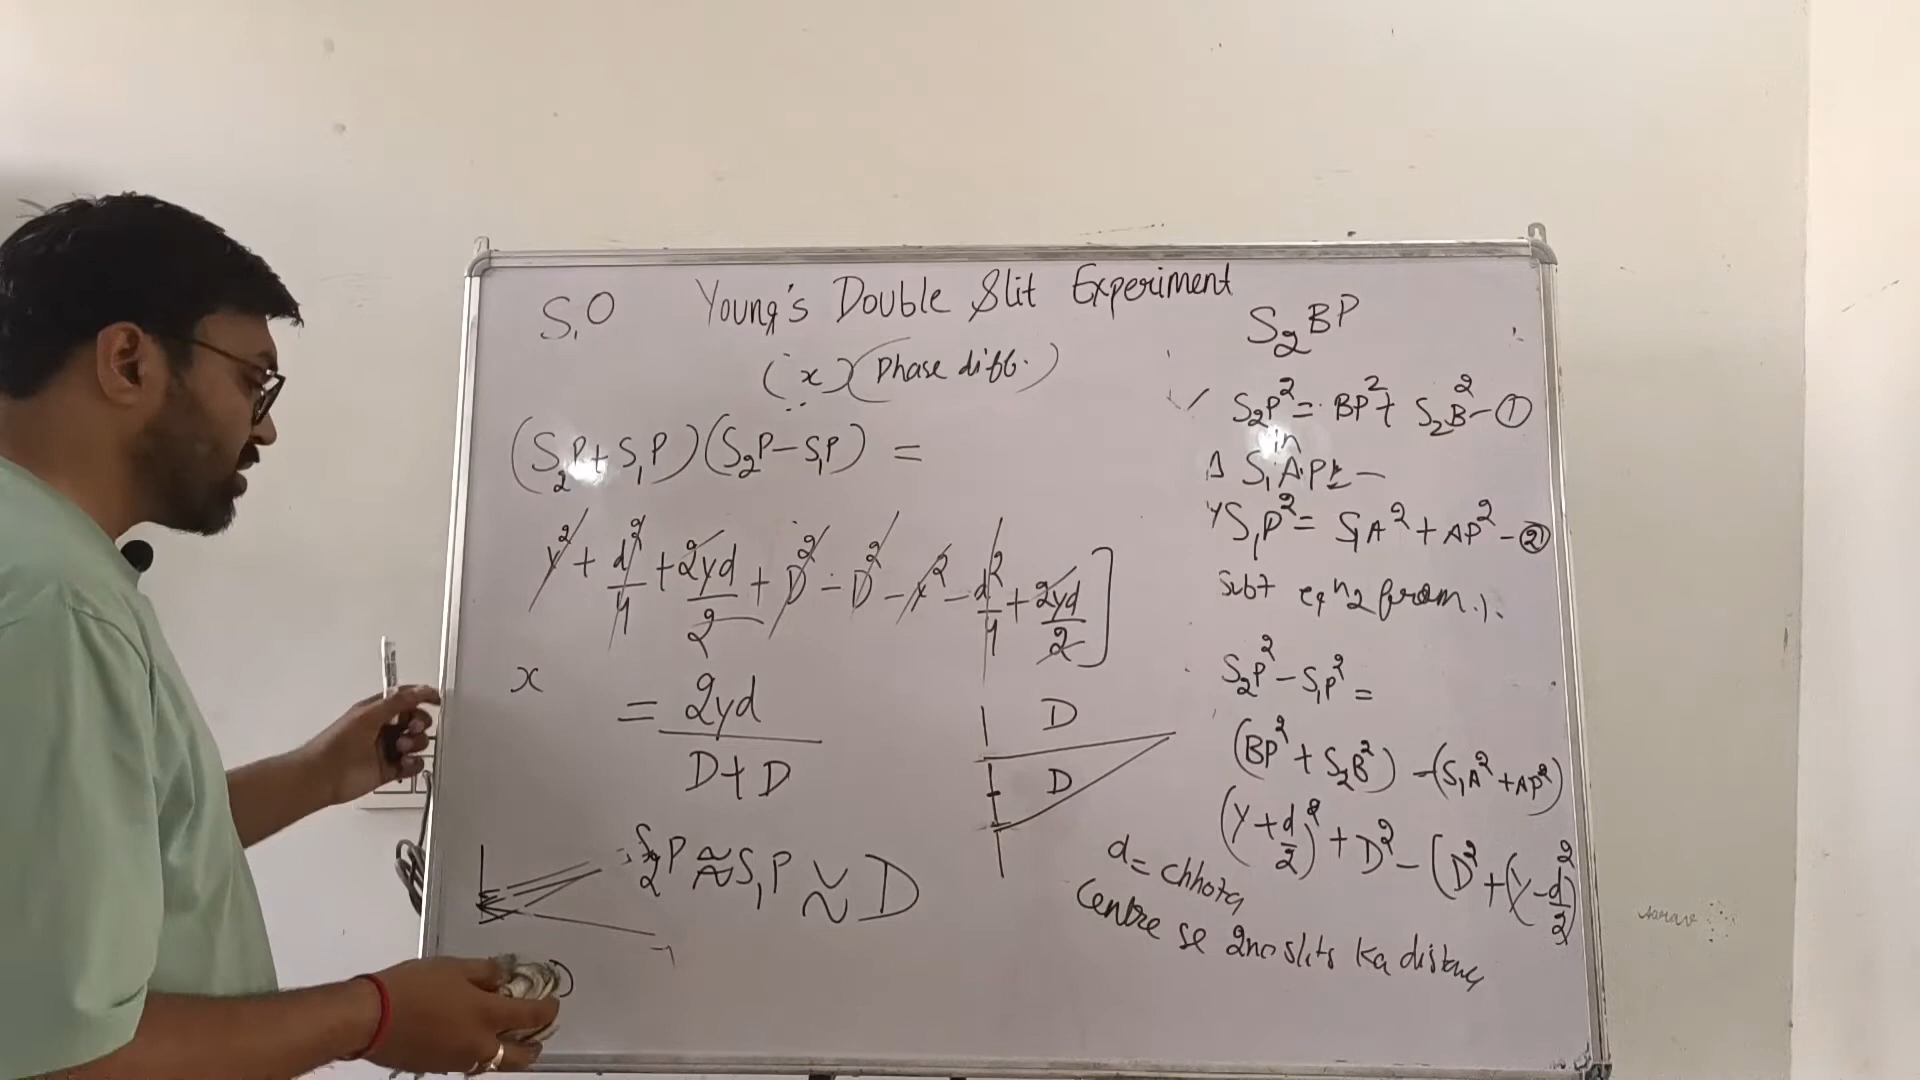 S₁O
Young's Double Slit Experiment
(x) (Phase diff.)
(S₂P + S₁P) (S₂P - S₁P) =
y² + d²/4 + 2yd/2 + D² - D² - y² - d²/4 + 2yd/2]
x = 2yd/(D+D)
D
D
S₂P ≈ S₁P ≈ D
D
S₂BP
S₂P² = BP² + S₂B² - ①
in
Δ S₁AP
S₁P² = S₁A² + AP² - ②
Subt eqn 2 from 1.
S₂P² - S₁P² =
(BP² + S₂B²) - (S₁A² + AP²)
(y + d/2)² + D² - (D² + (y - d/2)²
d = chhota
Centre se 2no slits ka distance